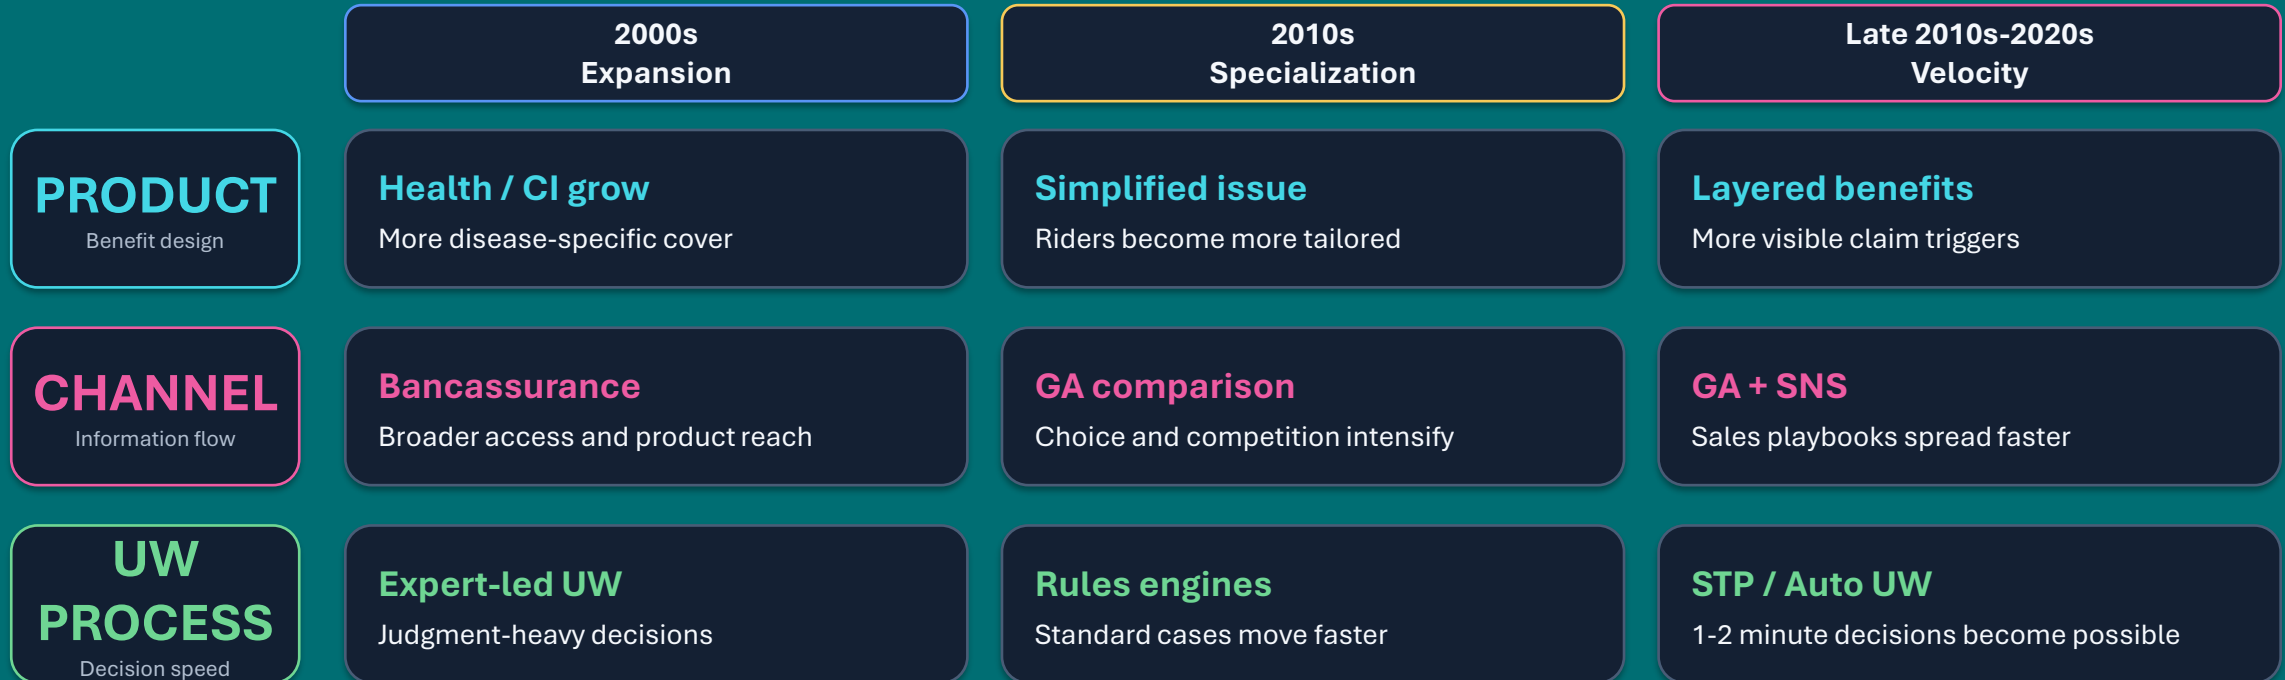 2000s
Expansion
2010s
Specialization
Late 2010s-2020s
Velocity
PRODUCT
Benefit design
Health / CI grow
More disease-specific cover
Simplified issue
Riders become more tailored
Layered benefits
More visible claim triggers
CHANNEL
Information flow
Bancassurance
Broader access and product reach
GA comparison
Choice and competition intensify
GA + SNS
Sales playbooks spread faster
UW
PROCESS
Decision speed
Expert-led UW
Judgment-heavy decisions
Rules engines
Standard cases move faster
STP / Auto UW
1-2 minute decisions become possible